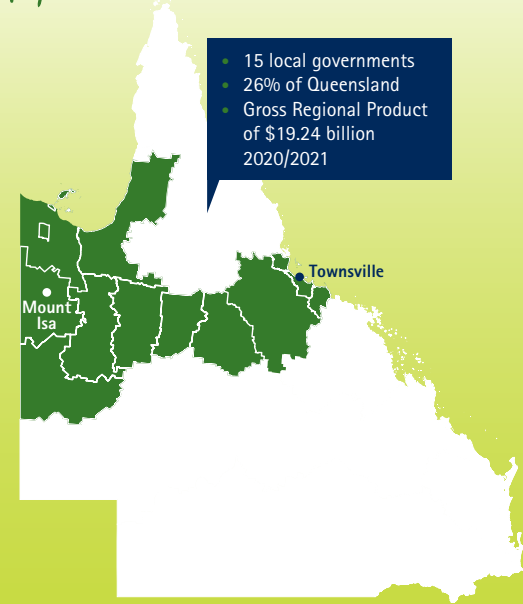 • 15 local governments
• 26% of Queensland
• Gross Regional Product
of $19.24 billion
2020/2021
Townsville
Mount
Isa